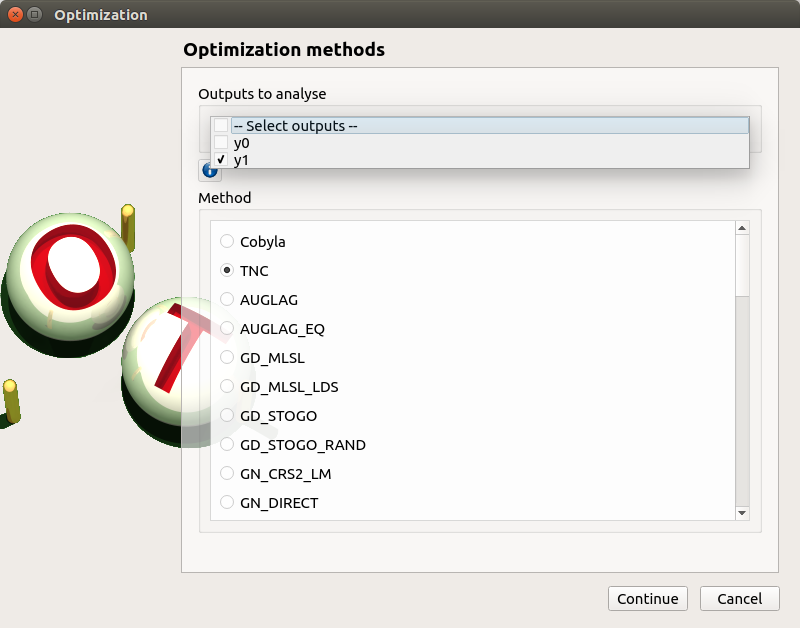 Optimization
Optimization methods
Outputs to analyse
-- Select outputs --
y0
y1
Method
Cobyla
TNC
AUGLAG
AUGLAG_EQ
GD_MLSL
GD_MLSL_LDS
GD_STOGO
GD_STOGO_RAND
GN_CRS2_LM
GN_DIRECT
O
T
Continue
Cancel